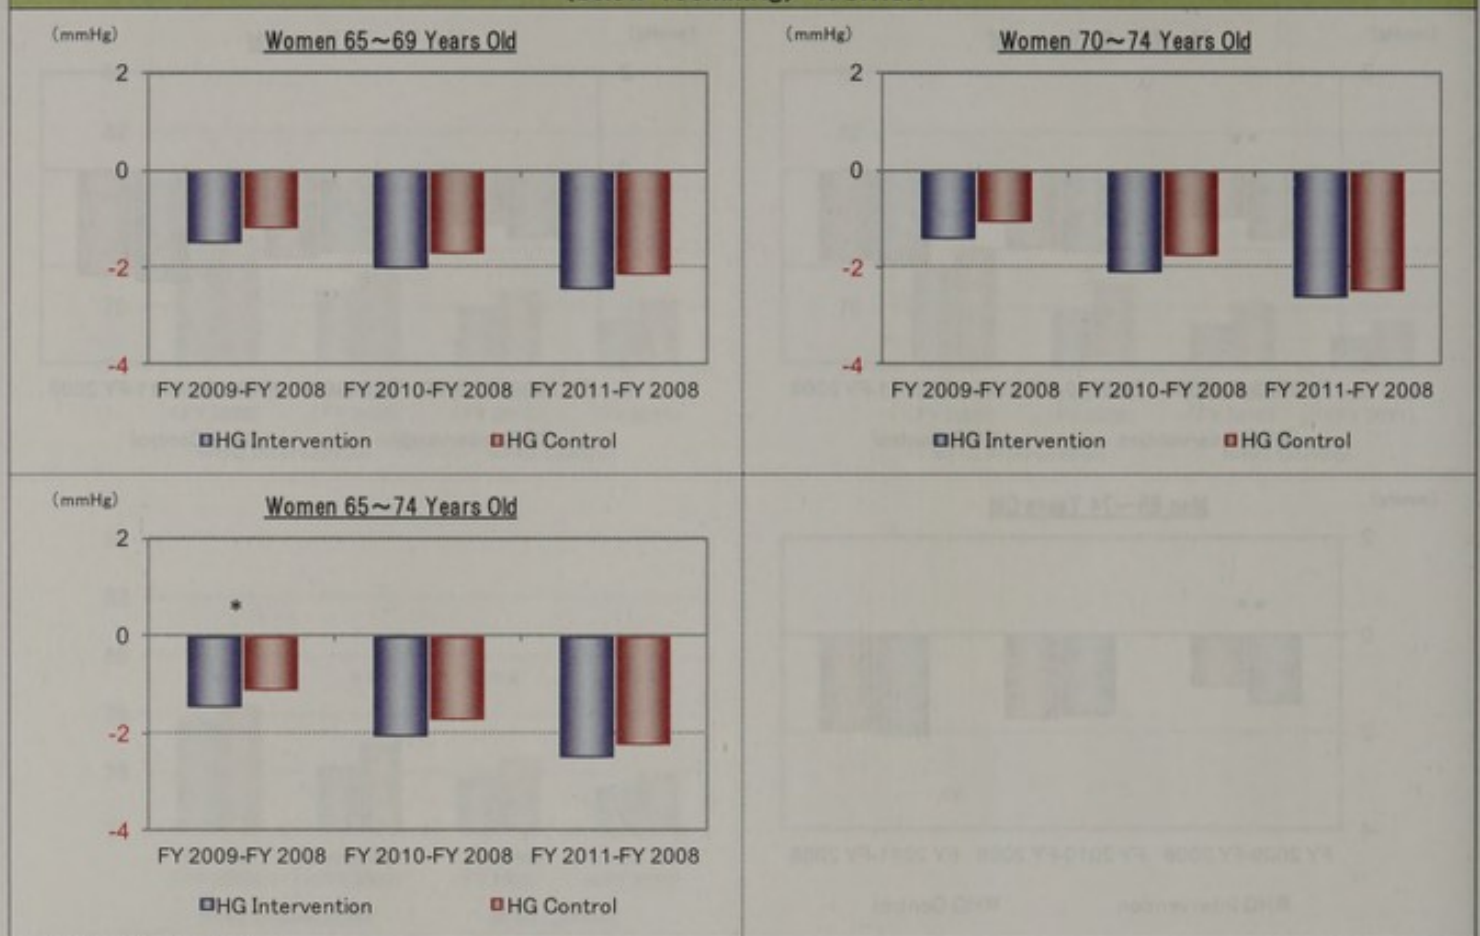 (mmHg)
Women 65～69 Years Old
2
0
-2
-4
FY 2009-FY 2008 FY 2010-FY 2008 FY 2011-FY 2008
HG Intervention HG Control
(mmHg)
Women 70～74 Years Old
2
0
-2
-4
FY 2009-FY 2008 FY 2010-FY 2008 FY 2011-FY 2008
HG Intervention HG Control
(mmHg)
Women 65～74 Years Old
2
*
0
-2
-4
FY 2009-FY 2008 FY 2010-FY 2008 FY 2011-FY 2008
HG Intervention HG Control